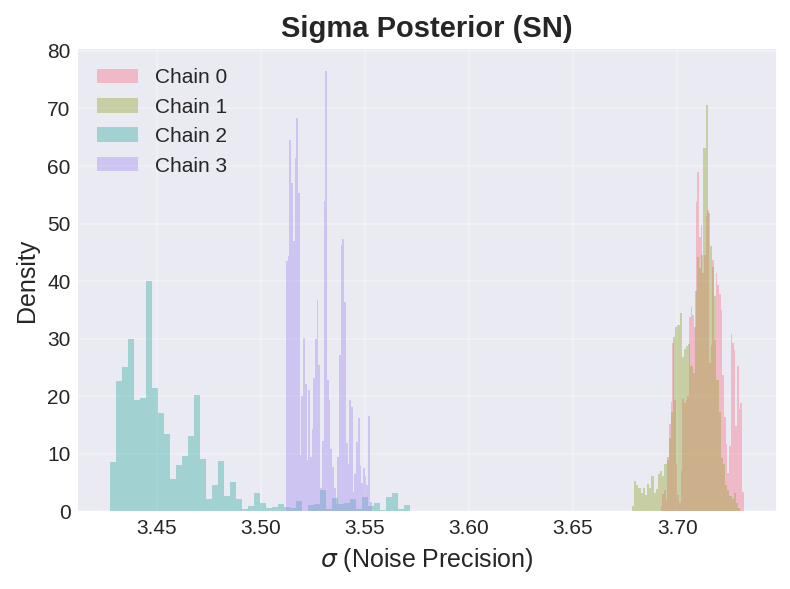 Sigma Posterior (SN)
Chain 0
Chain 1
Chain 2
Chain 3
Density
80
70
60
50
40
30
20
10
0
3.45 3.50 3.55 3.60 3.65 3.70
σ (Noise Precision)